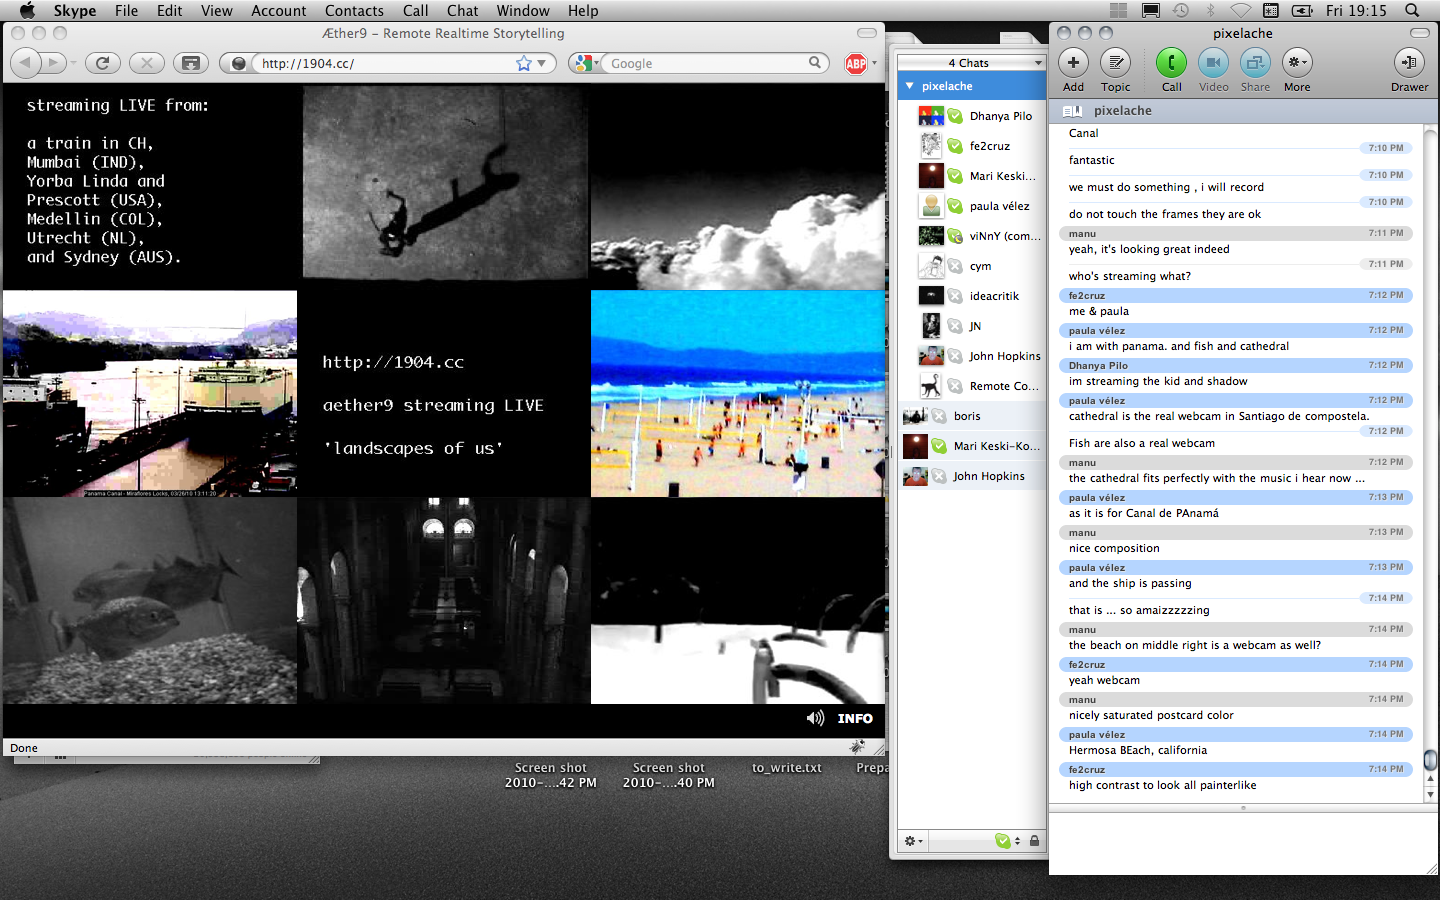 Skype File Edit View Account Contacts Call Chat Window Help
Fri 19:15
Æther9 – Remote Realtime Storytelling
http://1904.cc/
Google
ABP
streaming LIVE from:
a train in CH,
Mumbai (IND),
Yorba Linda and
Prescott (USA),
Medellin (COL),
Utrecht (NL),
and Sydney (AUS).
Panama Canal - Miraflores Locks, 03/26/10 13:11:20
http://1904.cc
aether9 streaming LIVE
'landscapes of us'
INFO
Done
Screen shot
2010-....42 PM
Screen shot
2010-....40 PM
to_write.txt
Prepa
4 Chats
pixelache
Dhanya Pilo
fe2cruz
Mari Keski...
paula vélez
viNnY (com...
cym
ideacritik
JN
John Hopkins
Remote Co...
boris
Mari Keski-Ko...
John Hopkins
pixelache
Add Topic Call Video Share More Drawer
pixelache
Canal
7:10 PM
fantastic
7:10 PM
we must do something , i will record
7:10 PM
do not touch the frames they are ok
manu 7:11 PM
yeah, it's looking great indeed
7:11 PM
who's streaming what?
fe2cruz 7:12 PM
me & paula
paula vélez 7:12 PM
i am with panama. and fish and cathedral
Dhanya Pilo 7:12 PM
im streaming the kid and shadow
paula vélez 7:12 PM
cathedral is the real webcam in Santiago de compostela.
7:12 PM
Fish are also a real webcam
manu 7:12 PM
the cathedral fits perfectly with the music i hear now ...
paula vélez 7:13 PM
as it is for Canal de PAnamá
manu 7:13 PM
nice composition
paula vélez 7:13 PM
and the ship is passing
7:14 PM
that is ... so amaizzzzzing
manu 7:14 PM
the beach on middle right is a webcam as well?
fe2cruz 7:14 PM
yeah webcam
manu 7:14 PM
nicely saturated postcard color
paula vélez 7:14 PM
Hermosa BEach, california
fe2cruz 7:14 PM
high contrast to look all painterlike